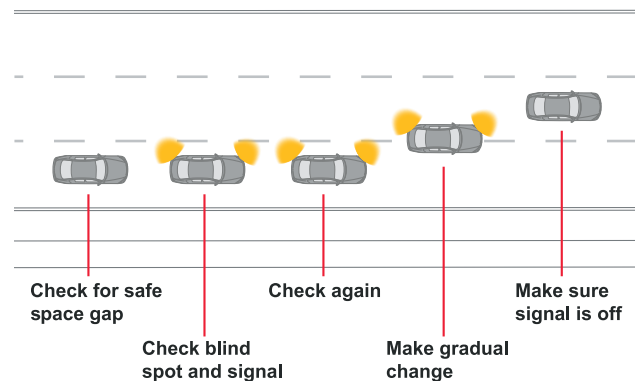 Check for safe
space gap
Check blind
spot and signal
Check again
Make gradual
change
Make sure
signal is off